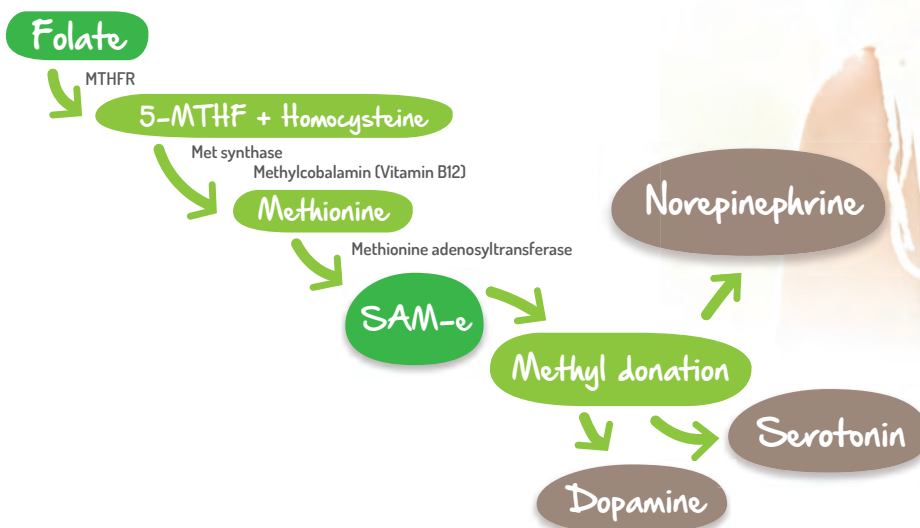 Folate
MTHFR
5-MTHF + Homocysteine
Met synthase
Methylcobalamin (Vitamin B12)
Methionine
Methionine adenosyltransferase
SAM-e
Methyl donation
Norepinephrine
Serotonin
Dopamine